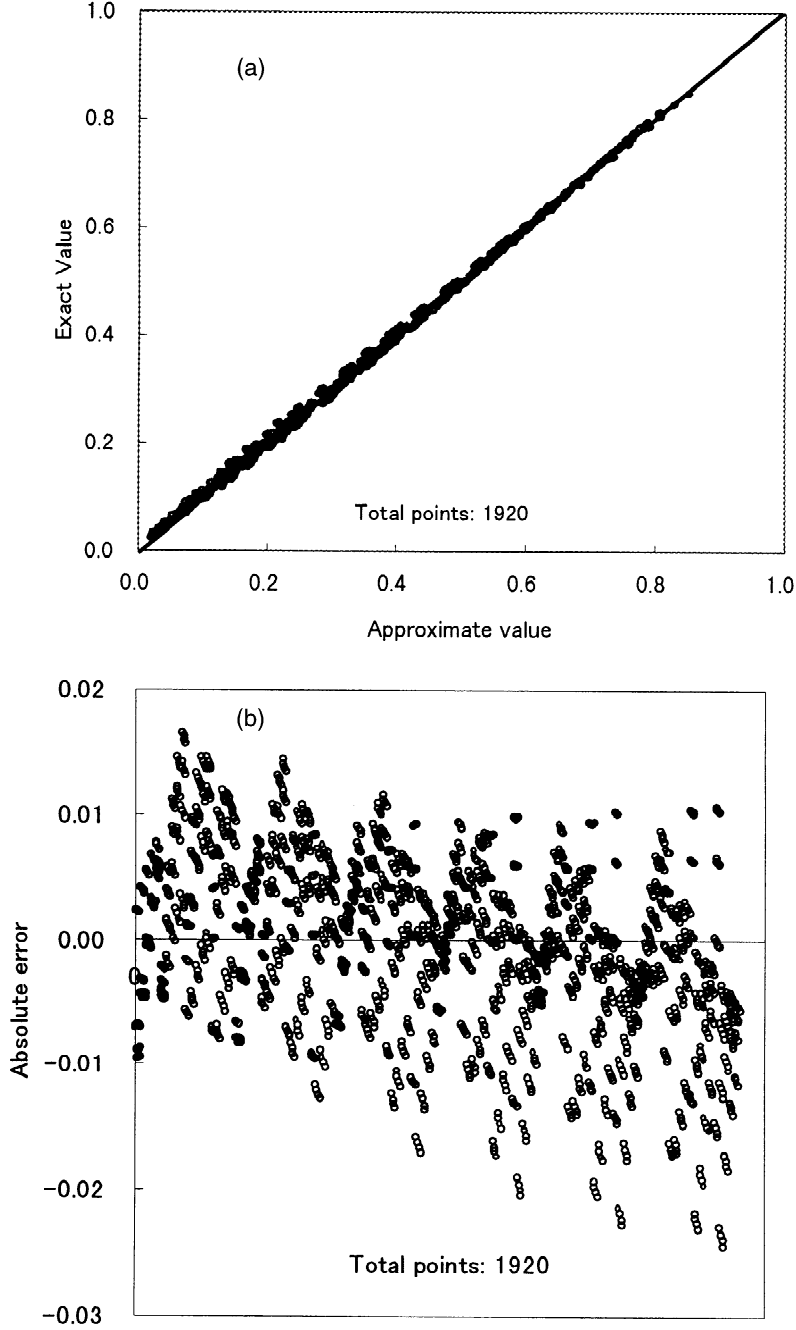 1.0
(a)
0.8
0.6
Exact Value
0.4
0.2
Total points: 1920
0.0
0.0 0.2 0.4 0.6 0.8 1.0
Approximate value
0.02
(b)
0.01
0.00
0
Absolute error
−0.01
−0.02
Total points: 1920
−0.03